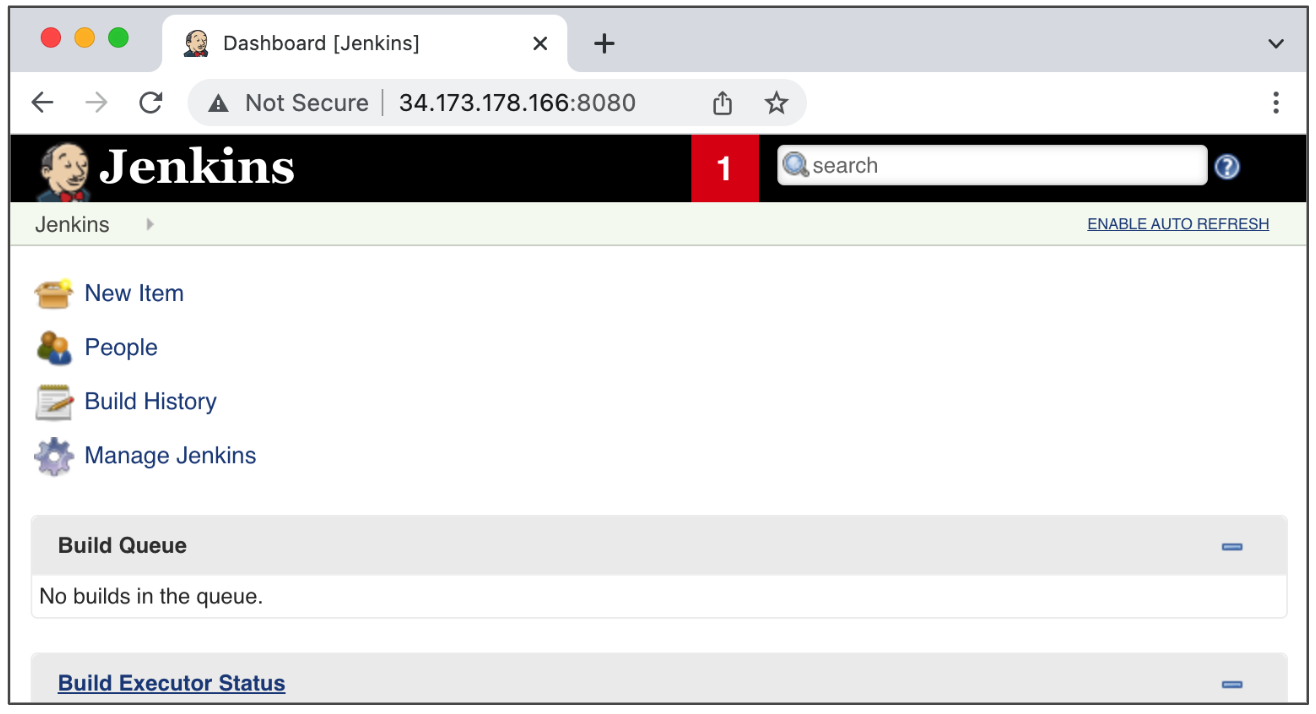 Dashboard [Jenkins]
Not Secure 34.173.178.166:8080
Jenkins 1 search
Jenkins ENABLE AUTO REFRESH
New Item
People
Build History
Manage Jenkins
Build Queue
No builds in the queue.
Build Executor Status